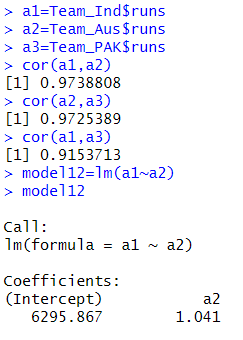 > a1=Team_Ind$runs
> a2=Team_Aus$runs
> a3=Team_PAK$runs
> cor(a1,a2)
[1] 0.9738808
> cor(a2,a3)
[1] 0.9725389
> cor(a1,a3)
[1] 0.9153713
> model12=lm(a1~a2)
> model12
Call:
lm(formula = a1 ~ a2)
Coefficients:
(Intercept) a2
6295.867 1.041